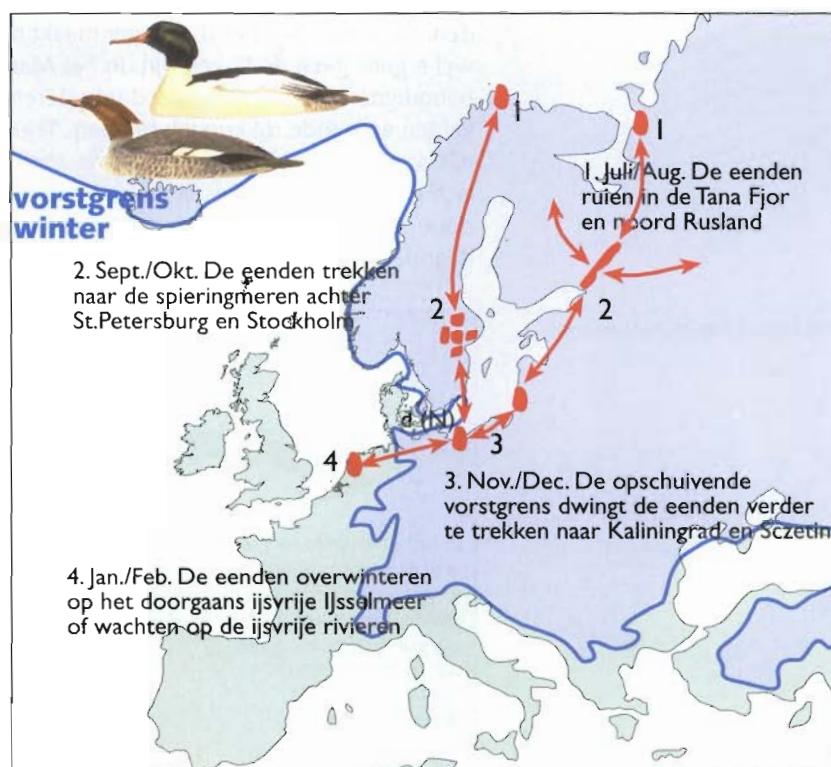 1
1
1. Juli/Aug. De eenden
ruien in de Tana Fjor
en noord Rusland
vorstgrens
winter
2. Sept./Okt. De eenden trekken
naar de spieringmeren achter
St.Petersburg en Stockholm
2
2
d (N)
3
4
3. Nov./Dec. De opschuivende
vorstgrens dwingt de eenden verder
te trekken naar Kaliningrad en Sczetin
4. Jan./Feb. De eenden overwinteren
op het doorgaans ijsvrije IJsselmeer
of wachten op de ijsvrije rivieren